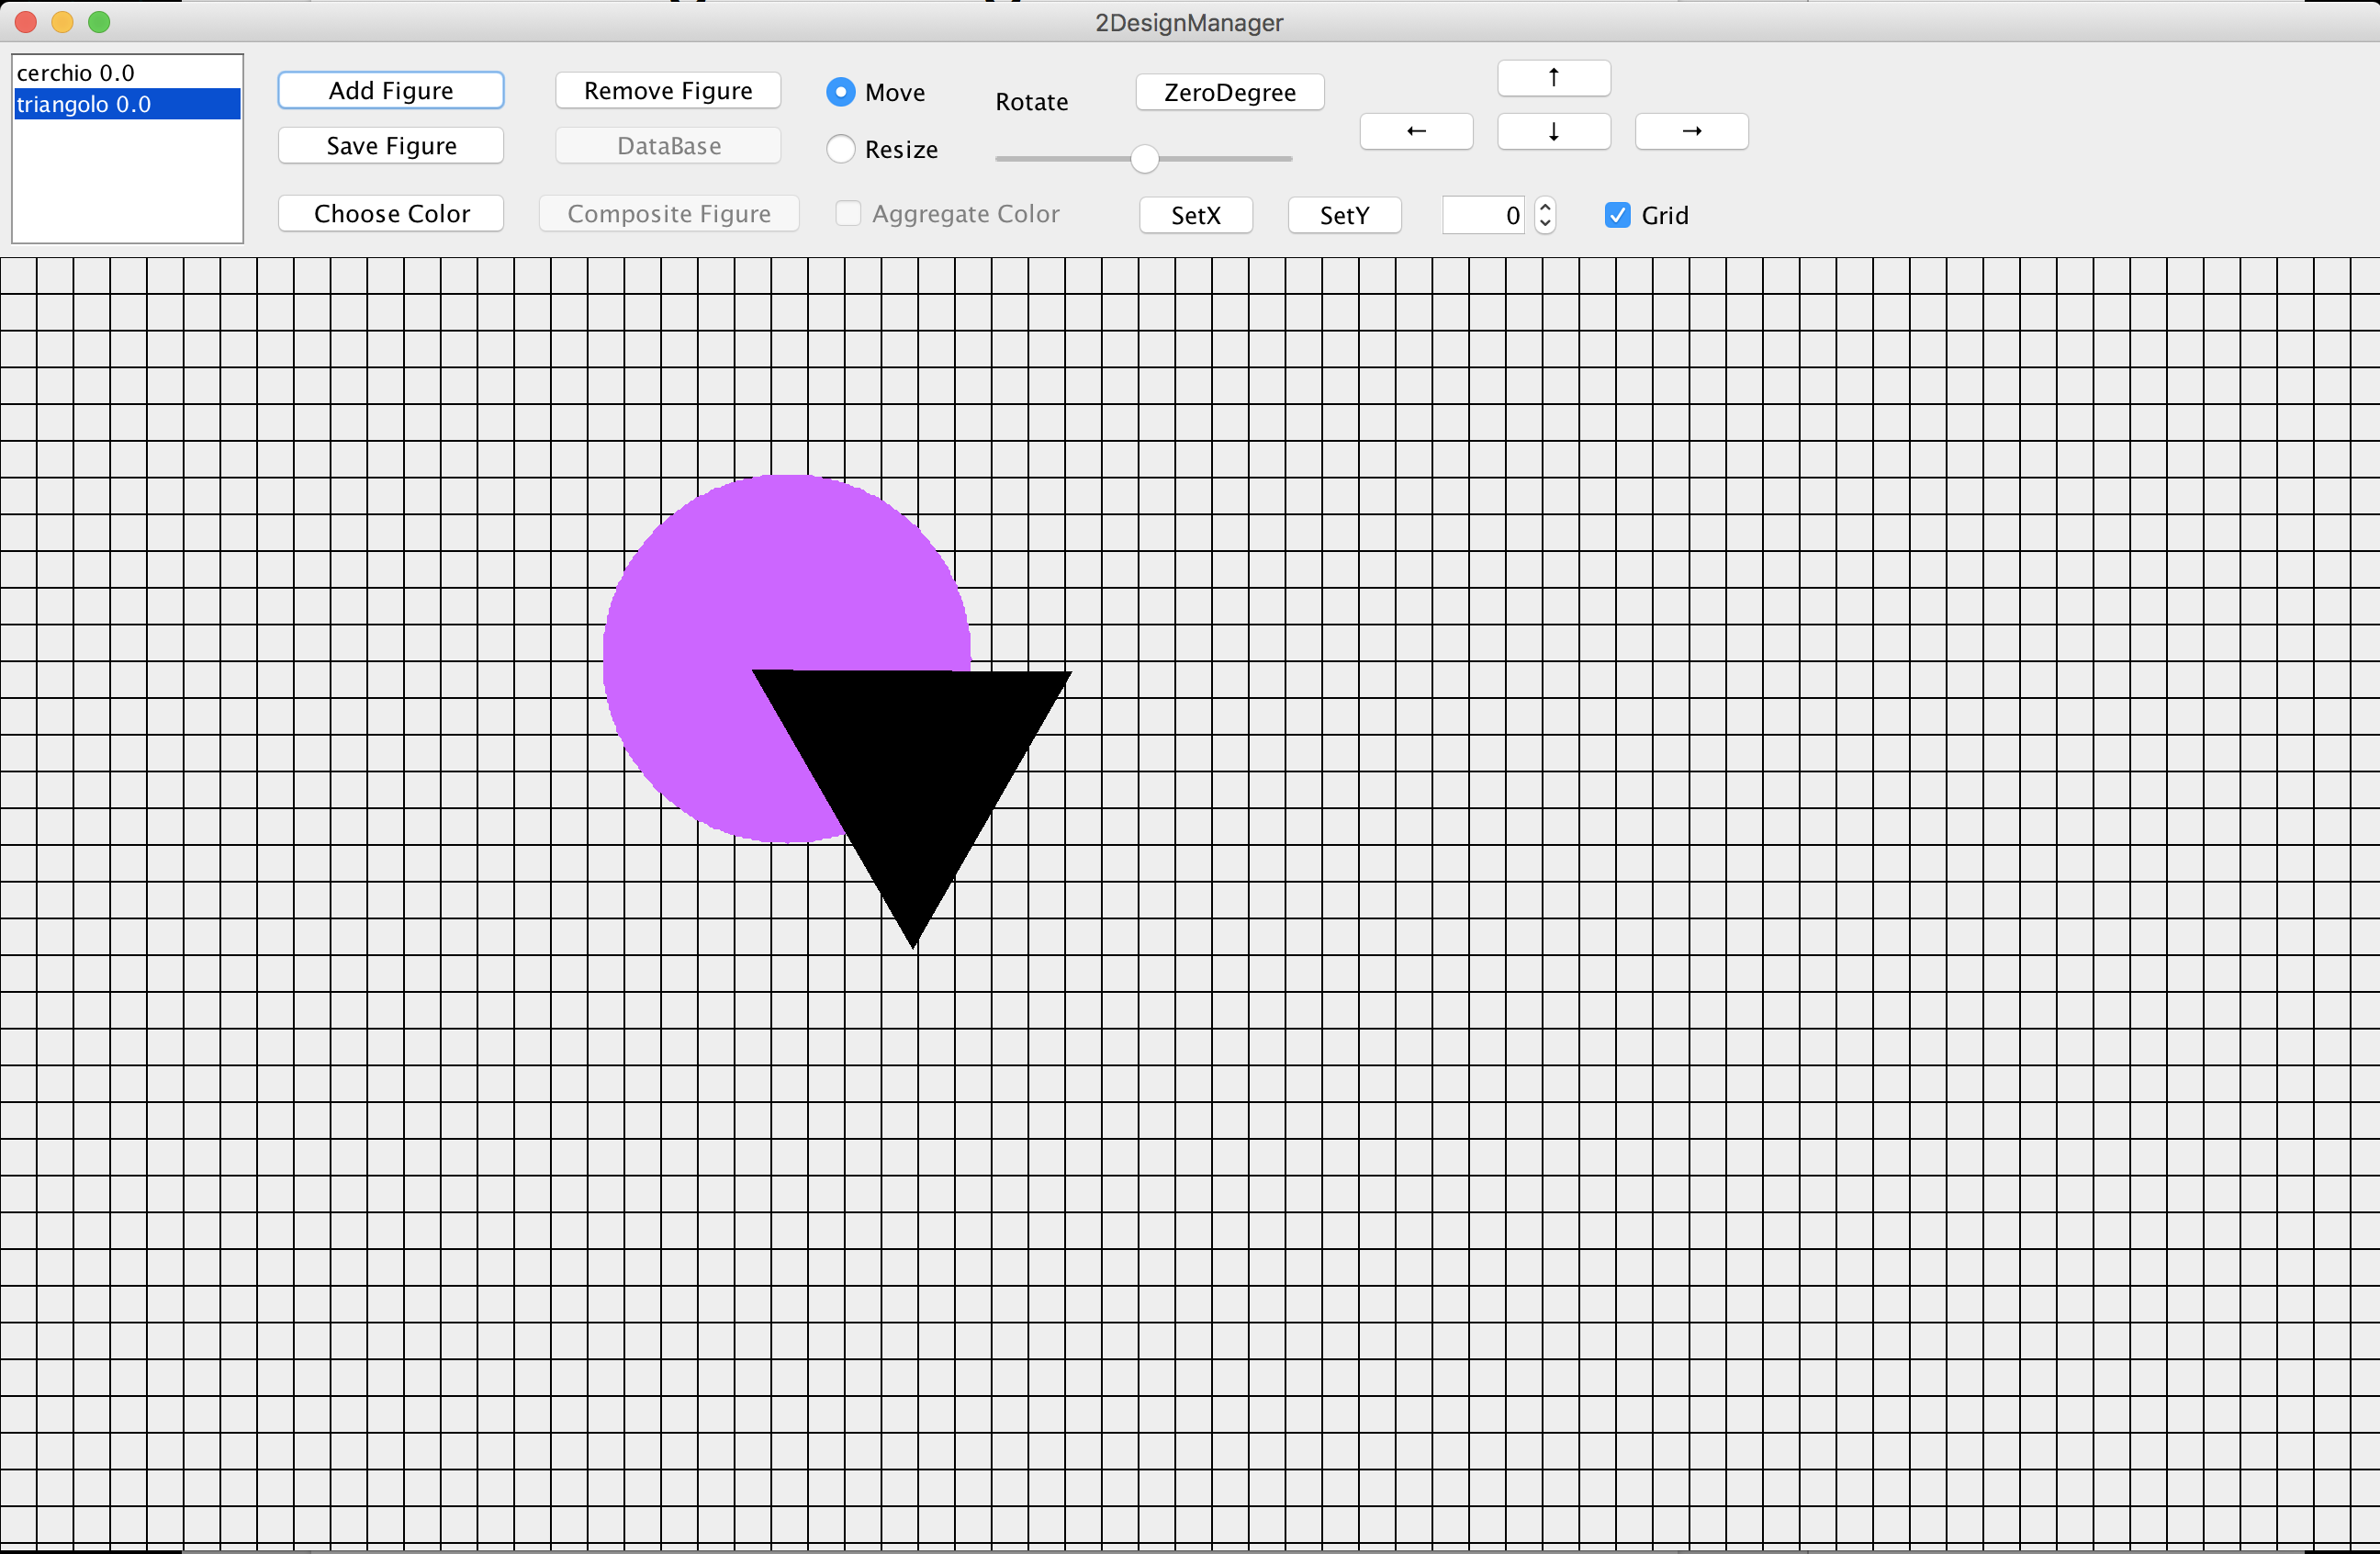 2DesignManager
cerchio 0.0
triangolo 0.0
Add Figure
Remove Figure
Move
Rotate
ZeroDegree
↑
Save Figure
DataBase
Resize
←
↓
→
Choose Color
Composite Figure
Aggregate Color
SetX
SetY
0
Grid